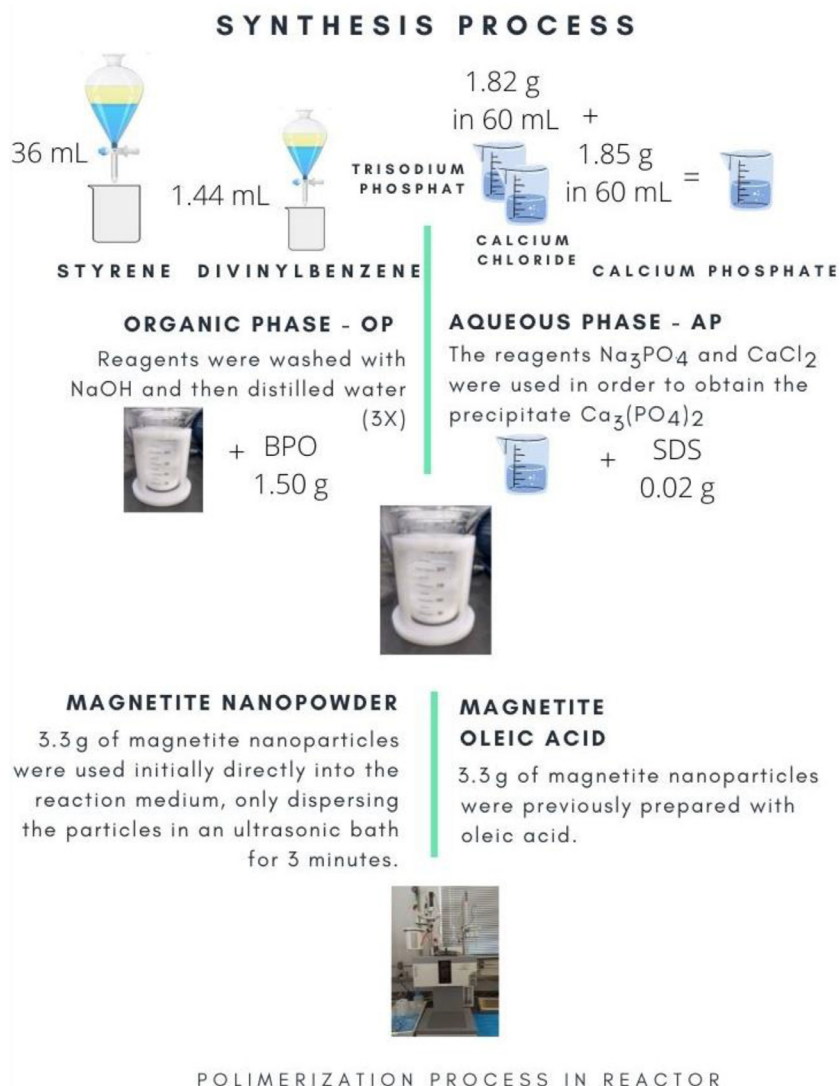 SYNTHESIS PROCESS
36 mL
1.44 mL
STYRENE DIVINYLBENZENE
TRISODIUM
PHOSPHAT
1.82 g
in 60 mL +
1.85 g
in 60 mL =
CALCIUM
CHLORIDE
CALCIUM PHOSPHATE
ORGANIC PHASE - OP
Reagents were washed with
NaOH and then distilled water
(3X)
+ BPO
1.50 g
AQUEOUS PHASE - AP
The reagents Na3PO4 and CaCl2
were used in order to obtain the
precipitate Ca3(PO4)2
+ SDS
0.02 g
MAGNETITE NANOPOWDER
3.3g of magnetite nanoparticles
were used initially directly into the
reaction medium, only dispersing
the particles in an ultrasonic bath
for 3 minutes.
MAGNETITE
OLEIC ACID
3.3g of magnetite nanoparticles
were previously prepared with
oleic acid.
POLIMERIZATION PROCESS IN REACTOR